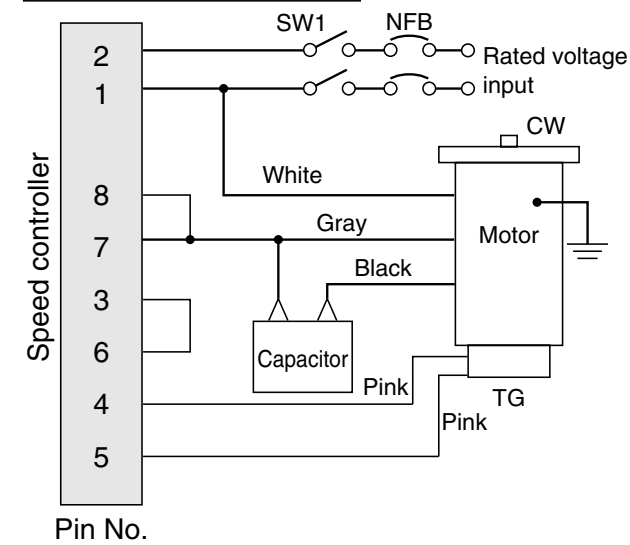 SW1 NFB
2
Rated voltage
input
1
CW
White
8
Gray
7
Motor
Black
3
Speed controller
6
Capacitor
Pink
4
TG
Pink
5
Pin No.